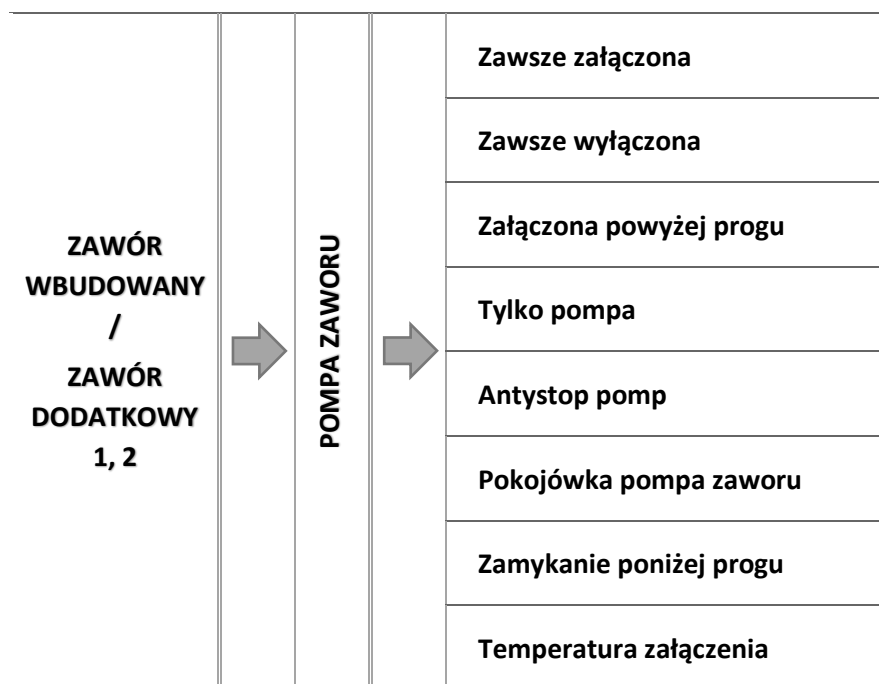 ZAWÓR
WBUDOWANY
/
ZAWÓR
DODATKOWY
1, 2
POMPA ZAWORU
Zawsze załączona
Zawsze wyłączona
Załączona powyżej progu
Tylko pompa
Antystop pomp
Pokojówka pompa zaworu
Zamykanie poniżej progu
Temperatura załączenia